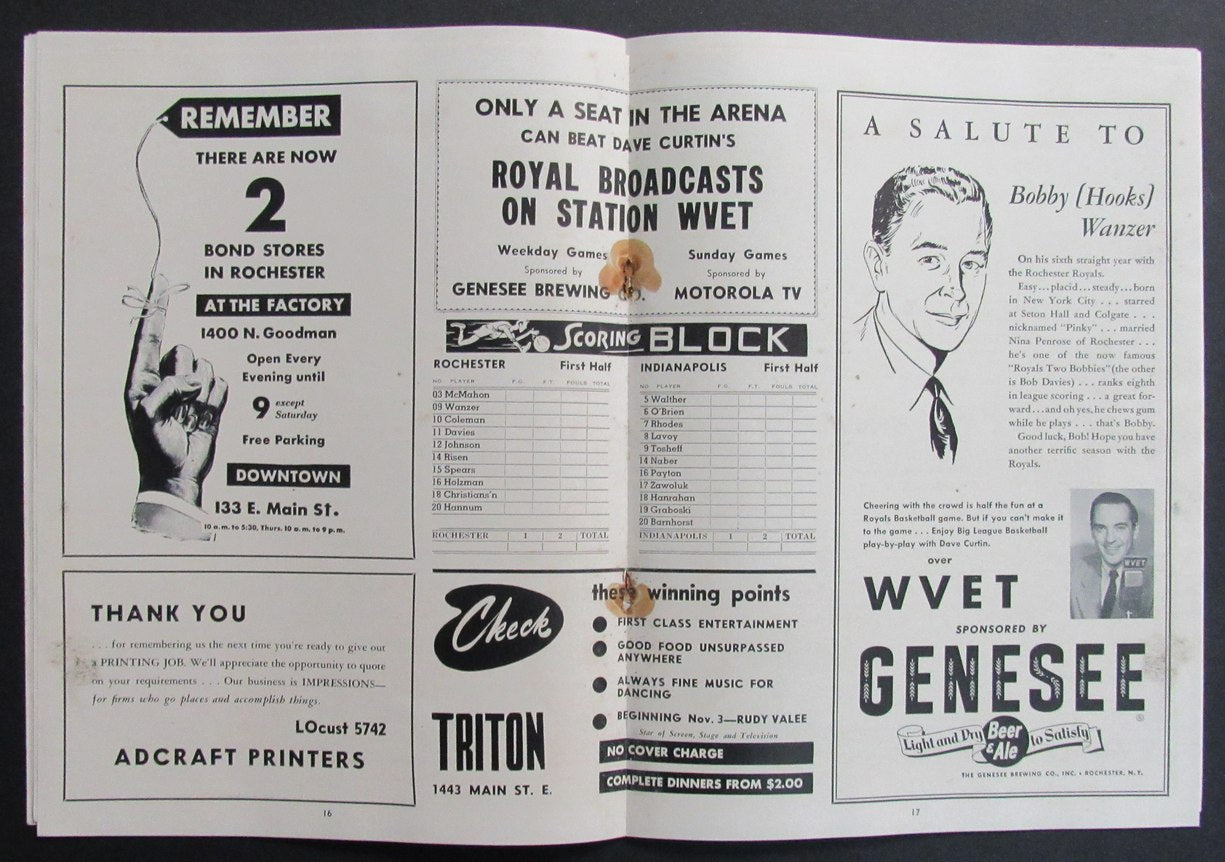 REMEMBER
THERE ARE NOW
2
BOND STORES
IN ROCHESTER
AT THE FACTORY
1400 N. Goodman
Open Every
Evening until
9 except
Saturday
Free Parking
DOWNTOWN
133 E. Main St.
10 a.m. to 5:30, Thurs. 10 a.m. to 9 p.m.
THANK YOU
. . . for remembering us the next time you're ready to give out
a PRINTING JOB. We'll appreciate the opportunity to quote
on your requirements . . . Our business is IMPRESSIONS—
for firms who go places and accomplish things.
LOcust 5742
ADCRAFT PRINTERS
16
ONLY A SEAT IN THE ARENA
CAN BEAT DAVE CURTIN'S
ROYAL BROADCASTS
ON STATION WVET
Weekday Games
Sponsored by
GENESEE BREWING CO.
Sunday Games
Sponsored by
MOTOROLA TV
SCORING BLOCK
ROCHESTER First Half
NO. PLAYER F.G. F.T. FOULS TOTAL
03 McMahon
09 Wanzer
10 Coleman
11 Davies
12 Johnson
14 Risen
15 Spears
16 Holzman
18 Christians'n
20 Hannum
ROCHESTER 1 2 TOTAL
INDIANAPOLIS First Half
NO. PLAYER F.G. F.T. FOULS TOTAL
5 Walther
6 O'Brien
7 Rhodes
8 Lavoy
9 Tosheff
14 Naber
16 Payton
17 Zawoluk
18 Hanrahan
19 Graboski
20 Barnhorst
INDIANAPOLIS 1 2 TOTAL
Check
these winning points
FIRST CLASS ENTERTAINMENT
GOOD FOOD UNSURPASSED
ANYWHERE
ALWAYS FINE MUSIC FOR
DANCING
BEGINNING Nov. 3—RUDY VALEE
Star of Screen, Stage and Television
NO COVER CHARGE
COMPLETE DINNERS FROM $2.00
TRITON
1443 MAIN ST. E.
A SALUTE TO
Bobby (Hooks)
Wanzer
On his sixth straight year with
the Rochester Royals.
Easy...placid...steady...born
in New York City . . . starred
at Seton Hall and Colgate . . .
nicknamed "Pinky" . . . married
Nina Penrose of Rochester . . .
he's one of the now famous
"Royals Two Bobbies" (the other
is Bob Davies) . . . ranks eighth
in league scoring . . . a great for-
ward...and oh yes, he chews gum
while he plays . . . that's Bobby.
Good luck, Bob! Hope you have
another terrific season with the
Royals.
Cheering with the crowd is half the fun at a
Royals Basketball game. But if you can't make it
to the game . . . Enjoy Big League Basketball
play-by-play with Dave Curtin.
over
WVET
WVET
SPONSORED BY
GENESEE
®
Light and Dry Beer & Ale to Satisfy
THE GENESEE BREWING CO., INC. • ROCHESTER, N. Y.
17